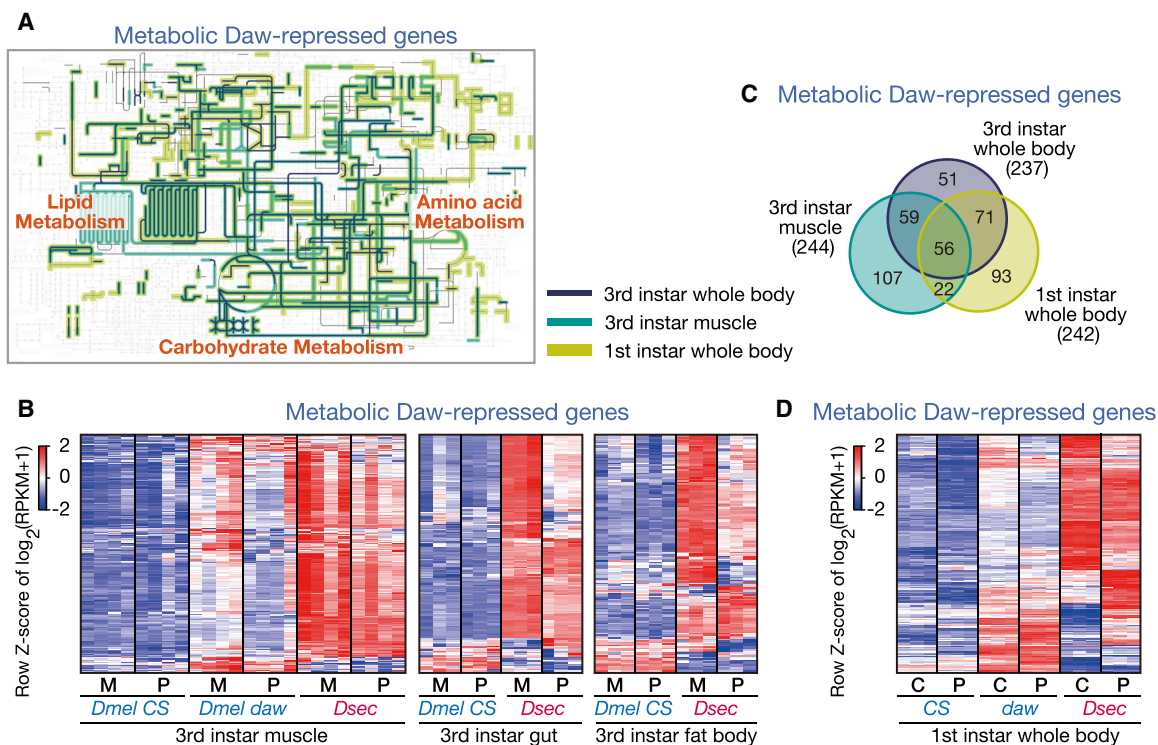 A
Metabolic Daw-repressed genes
Lipid
Metabolism
Amino acid
Metabolism
Carbohydrate Metabolism
3rd instar whole body
3rd instar muscle
1st instar whole body
C Metabolic Daw-repressed genes
3rd instar
whole body
(237)
3rd instar
muscle
(244)
1st instar
whole body
(242)
51
59
71
56
107
22
93
B
Metabolic Daw-repressed genes
Row Z-score of log2(RPKM+1)
2
0
-2
M P M P M P
Dmel CS Dmel daw Dsec
3rd instar muscle
M P M P
Dmel CS Dsec
3rd instar gut
M P M P
Dmel CS Dsec
3rd instar fat body
D Metabolic Daw-repressed genes
Row Z-score of log2(RPKM+1)
2
0
-2
C P C P C P
CS daw Dsec
1st instar whole body